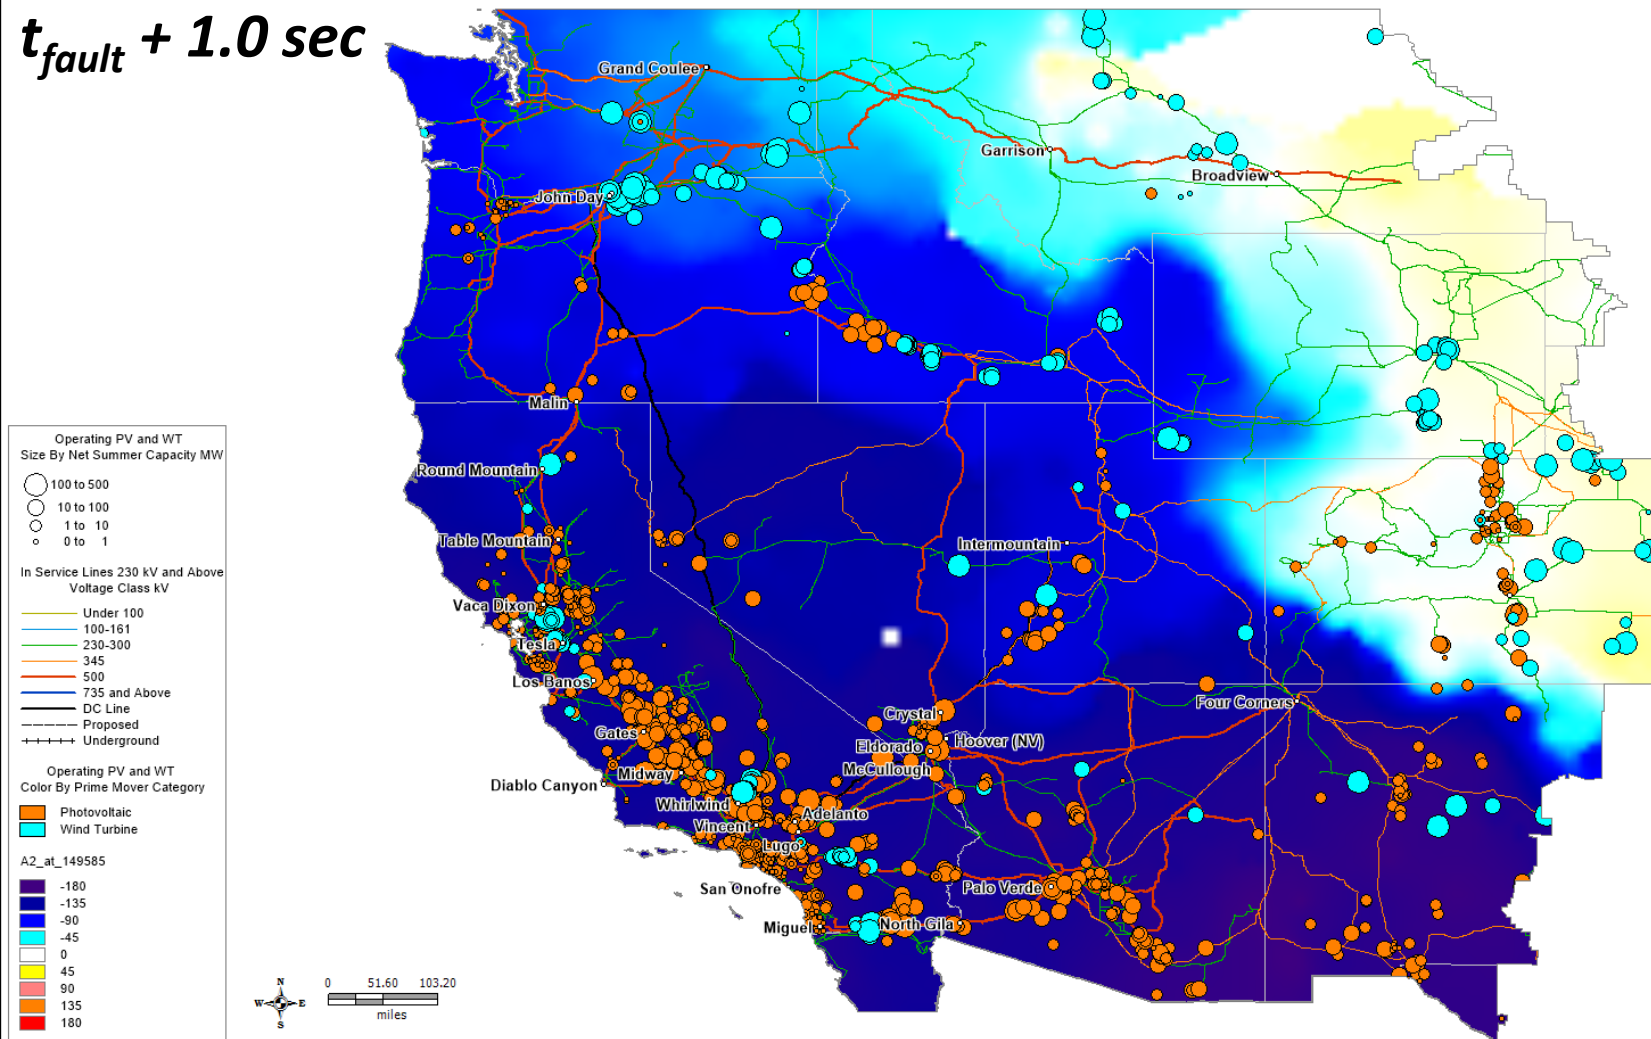 t_fault + 1.0 sec
Grand Coulee
Garrison
Broadview
John Day
Malin
Round Mountain
Table Mountain
Intermountain
Vaca Dixon
Tesla
Los Banos
Four Corners
Crystal
Gates
Hoover (NV)
Eldorado
McCullough
Midway
Diablo Canyon
Whirlwind
Adelanto
Vincent
Lugo
San Onofre
Palo Verde
Miguel
North Gila
Operating PV and WT
Size By Net Summer Capacity MW
100 to 500
10 to 100
1 to 10
0 to 1
In Service Lines 230 kV and Above
Voltage Class kV
Under 100
100-161
230-300
345
500
735 and Above
DC Line
Proposed
Underground
Operating PV and WT
Color By Prime Mover Category
Photovoltaic
Wind Turbine
A2_at_149585
-180
-135
-90
-45
0
45
90
135
180
N
W E
S
0 51.60 103.20
miles